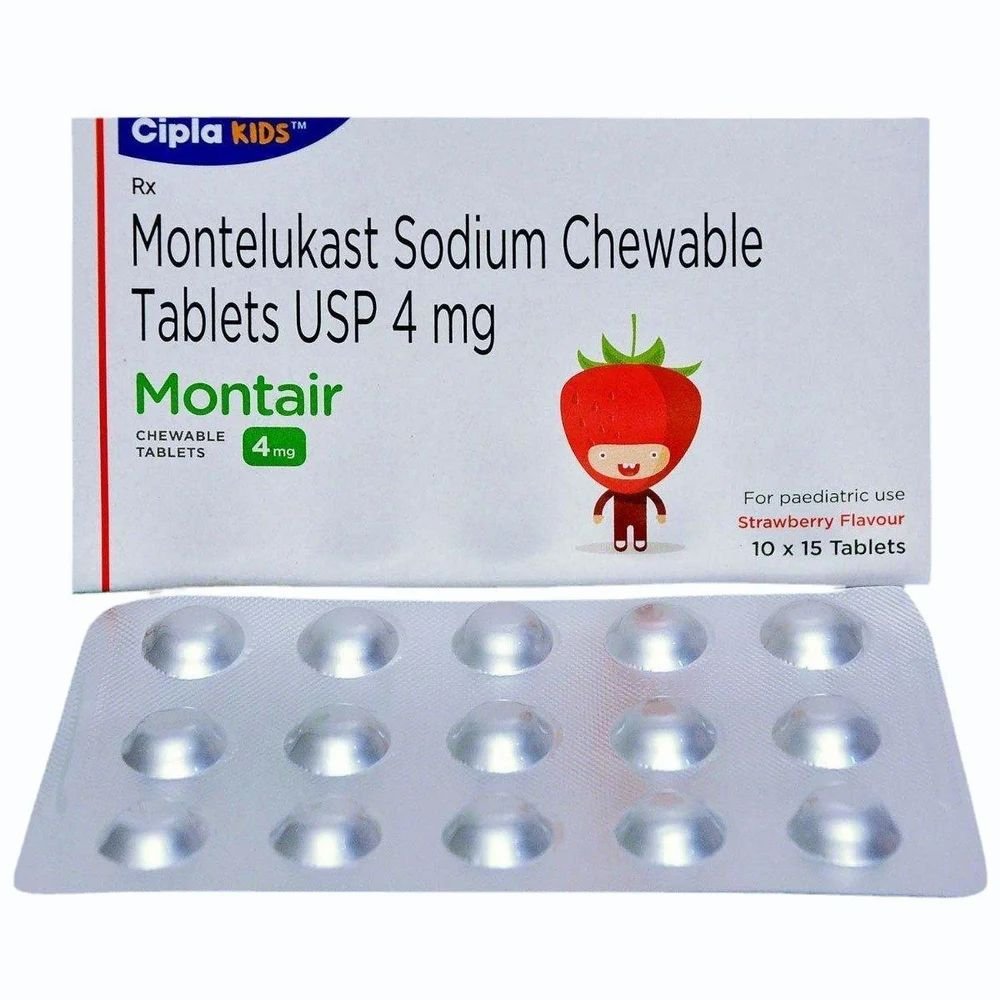 Cipla KIDS™
Rx
Montelukast Sodium Chewable
Tablets USP 4 mg
Montair
CHEWABLE
TABLETS
4 mg
For paediatric use
Strawberry Flavour
10 x 15 Tablets